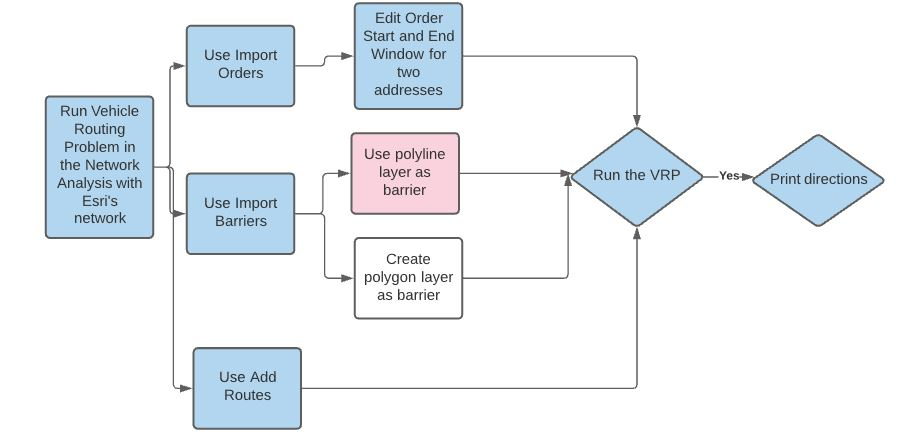 Run Vehicle
Routing
Problem in
the Network
Analysis with
Esri's
network
Use Import
Orders
Edit Order
Start and End
Window for
two
addresses
Use Import
Barriers
Use polyline
layer as
barrier
Create
polygon layer
as barrier
Use Add
Routes
Run the VRP
Yes
Print directions